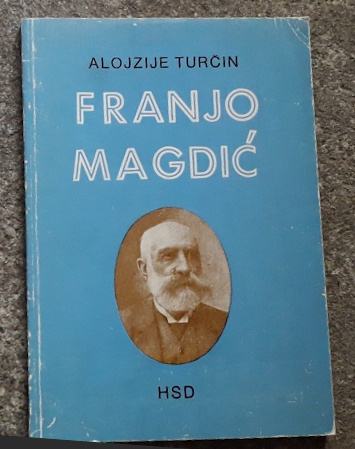 ALOJZIJE TURČIN
FRANJO
MAGDIĆ
HSD